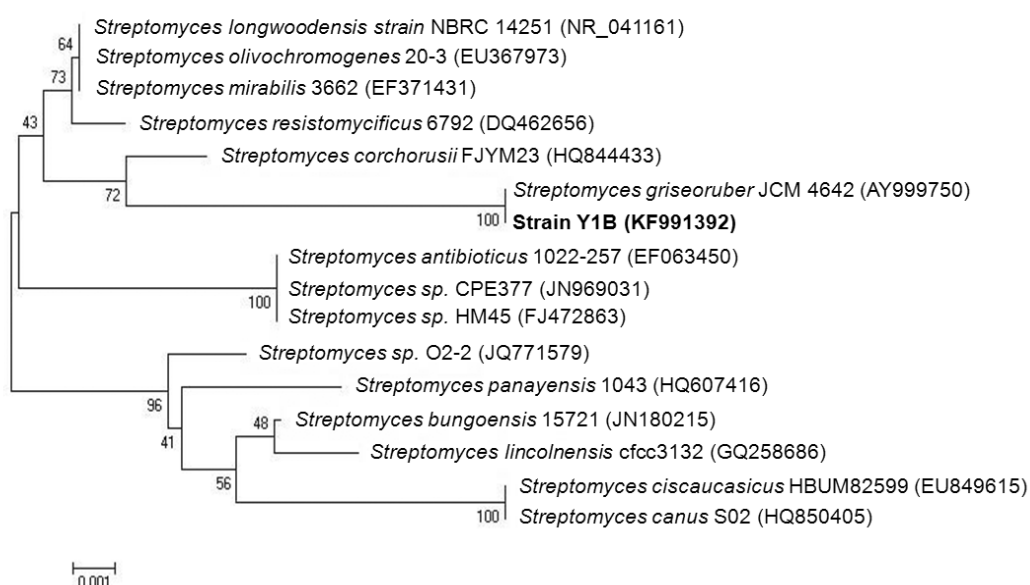 Streptomyces longwoodensis strain NBRC 14251 (NR_041161)
64
Streptomyces olivochromogenes 20-3 (EU367973)
73
Streptomyces mirabilis 3662 (EF371431)
43
Streptomyces resistomycificus 6792 (DQ462656)
Streptomyces corchorusii FJYM23 (HQ844433)
72
Streptomyces griseoruber JCM 4642 (AY999750)
100
Strain Y1B (KF991392)
Streptomyces antibioticus 1022-257 (EF063450)
Streptomyces sp. CPE377 (JN969031)
100
Streptomyces sp. HM45 (FJ472863)
Streptomyces sp. O2-2 (JQ771579)
96
Streptomyces panayensis 1043 (HQ607416)
48
Streptomyces bungoensis 15721 (JN180215)
41
Streptomyces lincolnensis cfcc3132 (GQ258686)
56
Streptomyces ciscaucasicus HBUM82599 (EU849615)
100
Streptomyces canus S02 (HQ850405)
0.001